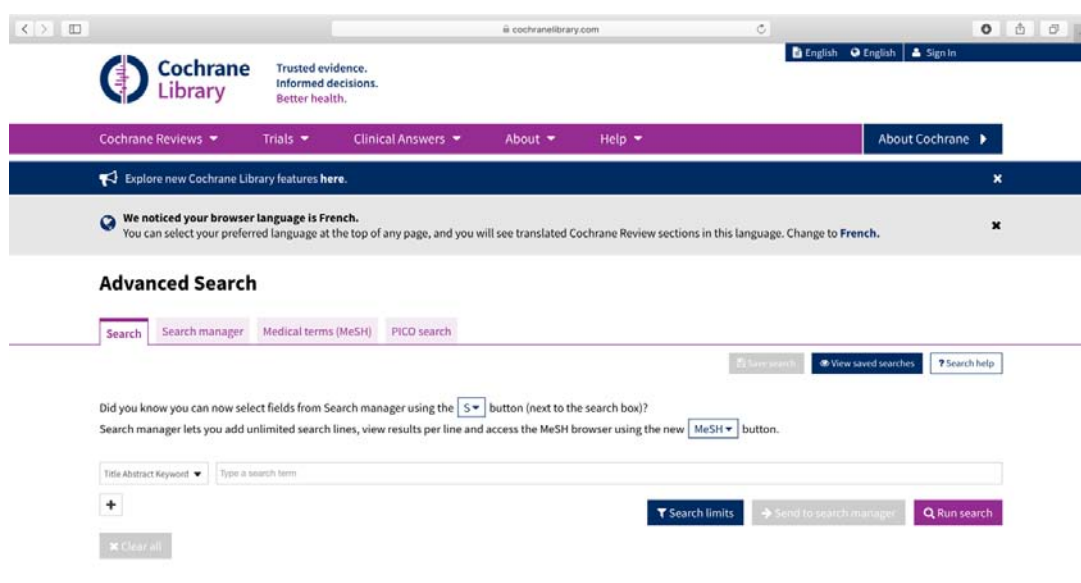 cochranelibrary.com
English English Sign In
Cochrane
Library
Trusted evidence.
Informed decisions.
Better health.
Cochrane Reviews Trials Clinical Answers About Help About Cochrane
Explore new Cochrane Library features here.
We noticed your browser language is French.
You can select your preferred language at the top of any page, and you will see translated Cochrane Review sections in this language. Change to French.
Advanced Search
Search Search manager Medical terms (MeSH) PICO search
Save search View saved searches ? Search help
Did you know you can now select fields from Search manager using the S button (next to the search box)?
Search manager lets you add unlimited search lines, view results per line and access the MeSH browser using the new MeSH button.
Title Abstract Keyword Type a search term
Search limits Send to search manager Run search
Clear all